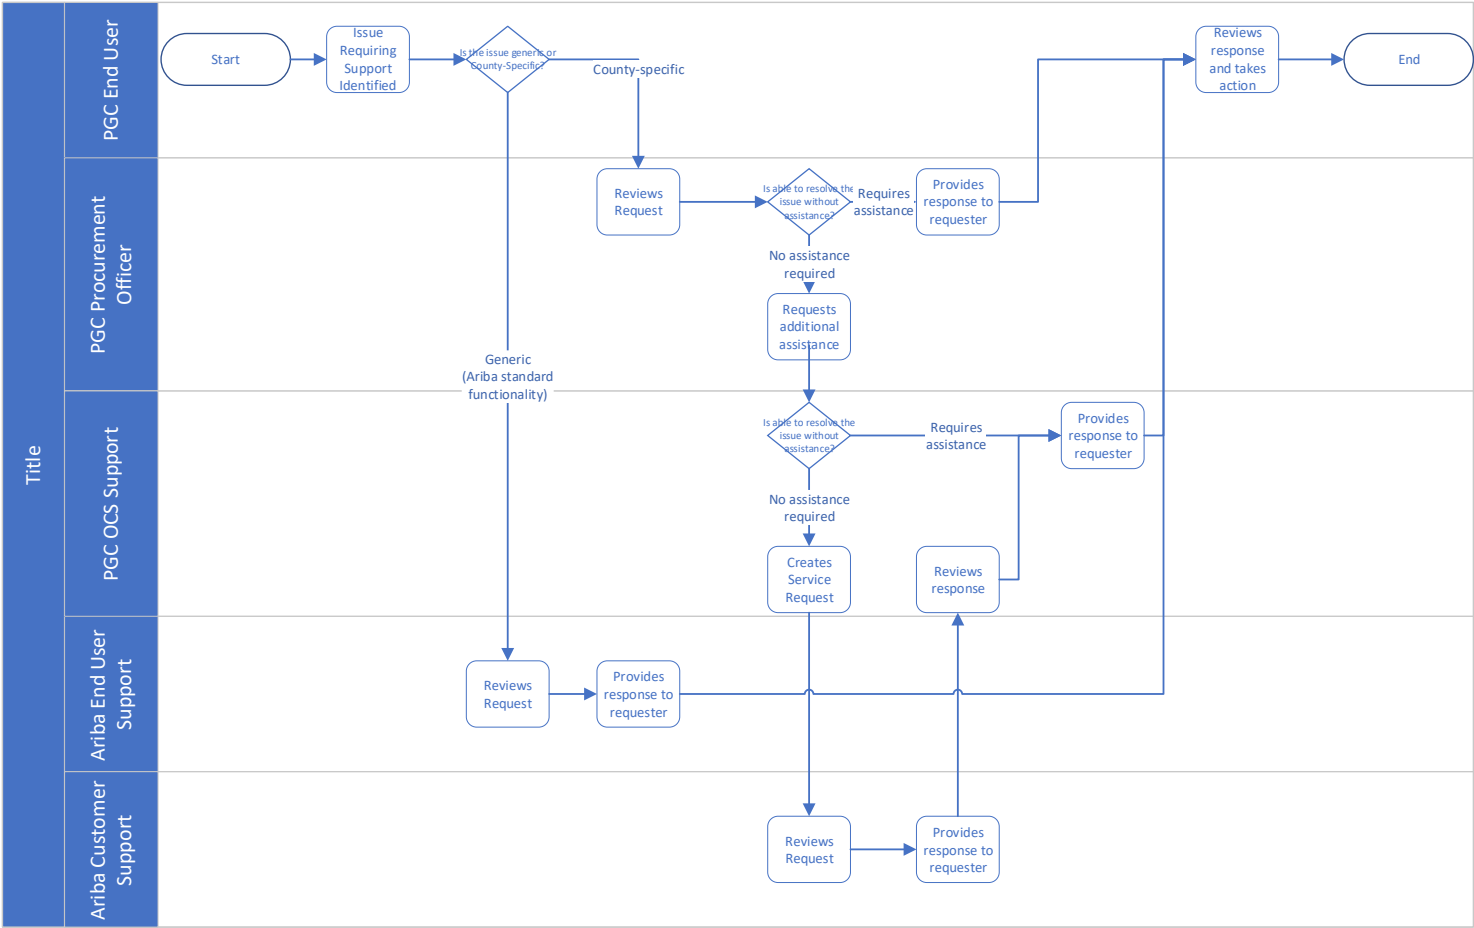 Title
PGC End User
Start
Issue
Requiring
Support
Identified
Is the issue generic or
County-Specific?
County-specific
Reviews
response
and takes
action
End
PGC Procurement
Officer
Reviews
Request
Is able to resolve the
issue without
assistance?
Requires
assistance
Provides
response to
requester
No assistance
required
Requests
additional
assistance
Generic
(Ariba standard
functionality)
PGC OCS Support
Is able to resolve the
issue without
assistance?
Requires
assistance
Provides
response to
requester
No assistance
required
Creates
Service
Request
Reviews
response
Ariba End User
Support
Reviews
Request
Provides
response to
requester
Ariba Customer
Support
Reviews
Request
Provides
response to
requester